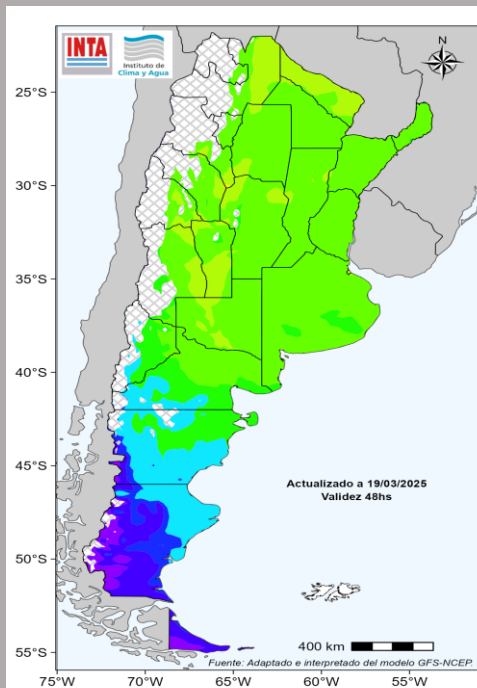 INTA
Instituto de
Clima y Agua
N
25°S
30°S
35°S
40°S
45°S
50°S
55°S
Actualizado a 19/03/2025
Validez 48hs
400 km
Fuente: Adaptado e interpretado del modelo GFS-NCEP.
75°W
70°W
65°W
60°W
55°W